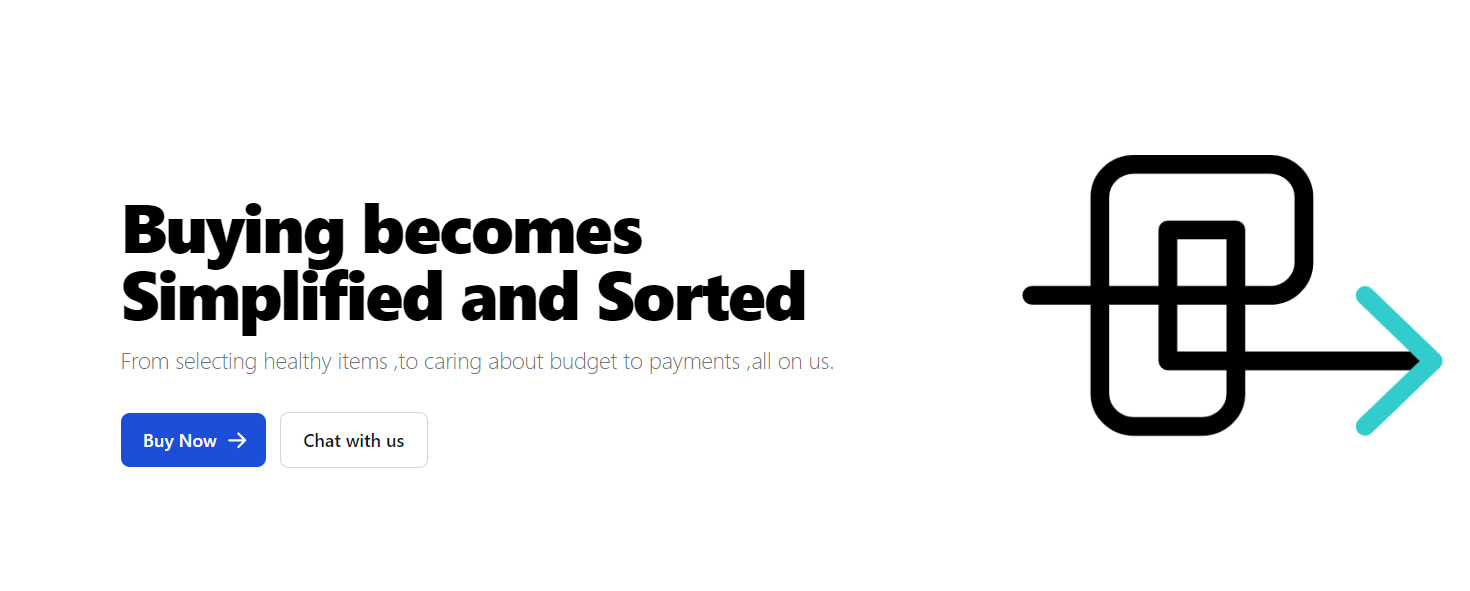 Buying becomes
Simplified and Sorted
From selecting healthy items ,to caring about budget to payments ,all on us.
Buy Now
Chat with us